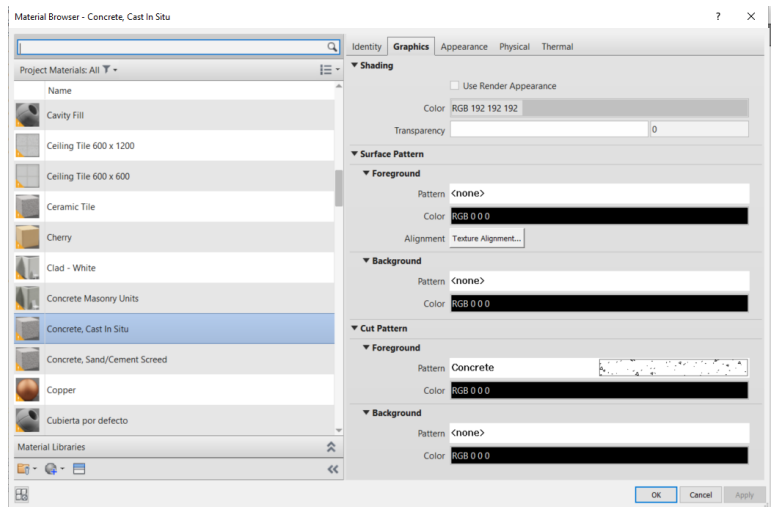 Material Browser - Concrete, Cast In Situ
?
Project Materials: All
Name
Cavity Fill
Ceiling Tile 600 x 1200
Ceiling Tile 600 x 600
Ceramic Tile
Cherry
Clad - White
Concrete Masonry Units
Concrete, Cast In Situ
Concrete, Sand/Cement Screed
Copper
Cubierta por defecto
Material Libraries
Identity Graphics Appearance Physical Thermal
Shading
Use Render Appearance
Color RGB 192 192 192
Transparency 0
Surface Pattern
Foreground
Pattern <none>
Color RGB 0 0 0
Alignment Texture Alignment...
Background
Pattern <none>
Color RGB 0 0 0
Cut Pattern
Foreground
Pattern Concrete
Color RGB 0 0 0
Background
Pattern <none>
Color RGB 0 0 0
OK Cancel Apply